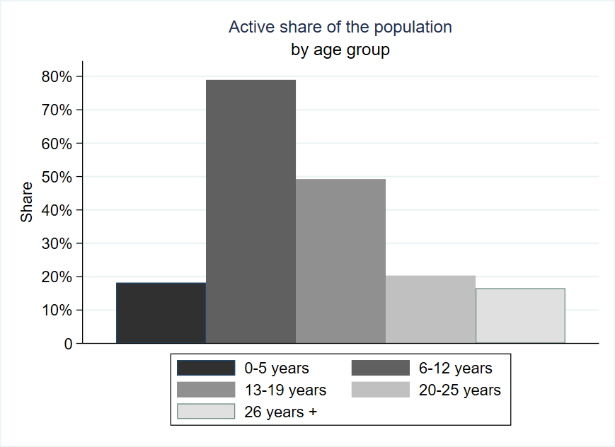 Active share of the population
by age group
Share
80%
70%
60%
50%
40%
30%
20%
10%
0
0-5 years
6-12 years
13-19 years
20-25 years
26 years +